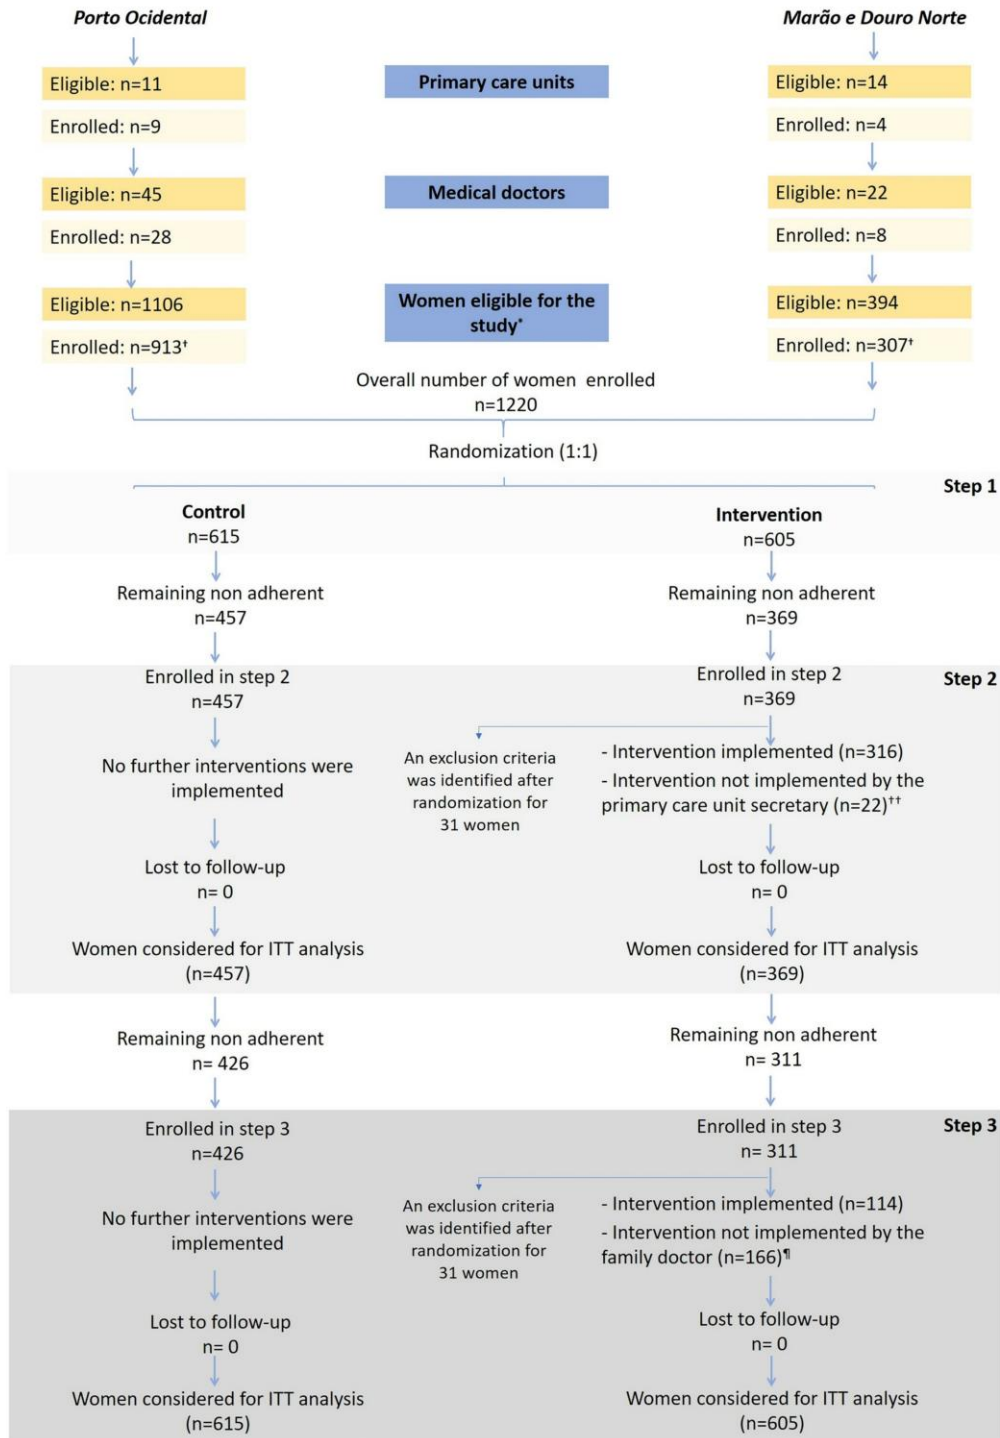 Porto Ocidental
Marão e Douro Norte
Eligible: n=11
Primary care units
Eligible: n=14
Enrolled: n=9
Enrolled: n=4
Eligible: n=45
Medical doctors
Eligible: n=22
Enrolled: n=28
Enrolled: n=8
Eligible: n=1106
Women eligible for the
study*
Eligible: n=394
Enrolled: n=913†
Enrolled: n=307†
Overall number of women enrolled
n=1220
Randomization (1:1)
Step 1
Control
n=615
Intervention
n=605
Remaining non adherent
n=457
Remaining non adherent
n=369
Step 2
Enrolled in step 2
n=457
Enrolled in step 2
n=369
No further interventions were
implemented
An exclusion criteria
was identified after
randomization for
31 women
- Intervention implemented (n=316)
- Intervention not implemented by the
primary care unit secretary (n=22)††
Lost to follow-up
n= 0
Lost to follow-up
n= 0
Women considered for ITT analysis
(n=457)
Women considered for ITT analysis
(n=369)
Remaining non adherent
n= 426
Remaining non adherent
n= 311
Step 3
Enrolled in step 3
n=426
Enrolled in step 3
n= 311
No further interventions were
implemented
An exclusion criteria
was identified after
randomization for
31 women
- Intervention implemented (n=114)
- Intervention not implemented by the
family doctor (n=166)¶
Lost to follow-up
n= 0
Lost to follow-up
n= 0
Women considered for ITT analysis
(n=615)
Women considered for ITT analysis
(n=605)